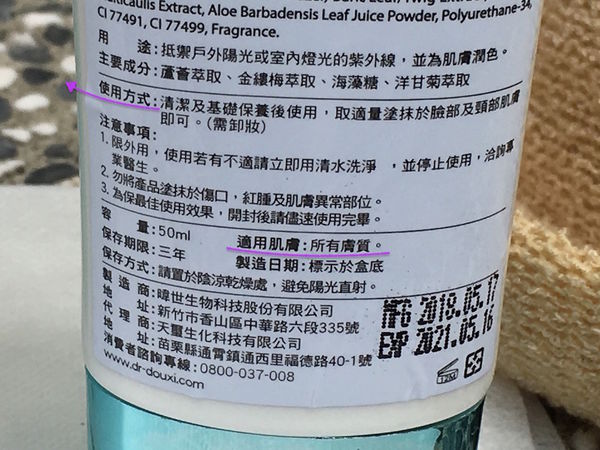 Extract, Aloe Barbadensis Leaf Juice Powder, Polyurethane-34,
CI 77491, CI 77499, Fragrance.
用 途:抵禦戶外陽光或室內燈光的紫外線，並為肌膚潤色。
主要成分:蘆薈萃取、金縷梅萃取、海藻糖、洋甘菊萃取
使用方式:清潔及基礎保養後使用，取適量塗抹於臉部及頸部肌膚
即可。(需卸妝)
注意事項:
1. 限外用，使用若有不適請立即用清水洗淨 ，並停止使用，洽詢專
業醫生。
2. 勿將產品塗抹於傷口，紅腫及肌膚異常部位。
3. 為保最佳使用效果，開封後請儘速使用完畢。
容 量:50ml 適用肌膚:所有膚質。
保存期限:三年 製造日期:標示於盒底
保存方式:請置於陰涼乾燥處，避免陽光直射。
製 造 商:暐世生物科技股份有限公司
地 址:新竹市香山區中華路六段335號
代 理 商:天璽生化科技有限公司
地 址:苗栗縣通霄鎮通西里福德路40-1號
消費者諮詢專線:0800-037-008
www.dr-douxi.com
MFG 2018.05.17
EXP 2021.05.16
12M